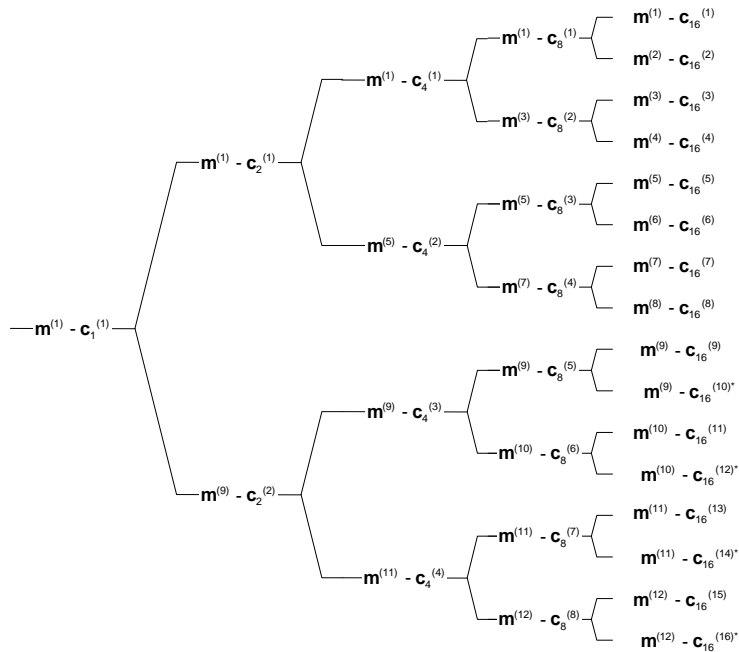 m⁽¹⁾ - c₁⁽¹⁾
m⁽¹⁾ - c₂⁽¹⁾
m⁽⁹⁾ - c₂⁽²⁾
m⁽¹⁾ - c₄⁽¹⁾
m⁽⁵⁾ - c₄⁽²⁾
m⁽⁹⁾ - c₄⁽³⁾
m⁽¹¹⁾ - c₄⁽⁴⁾
m⁽¹⁾ - c₈⁽¹⁾
m⁽³⁾ - c₈⁽²⁾
m⁽⁵⁾ - c₈⁽³⁾
m⁽⁷⁾ - c₈⁽⁴⁾
m⁽⁹⁾ - c₈⁽⁵⁾
m⁽¹⁰⁾ - c₈⁽⁶⁾
m⁽¹¹⁾ - c₈⁽⁷⁾
m⁽¹²⁾ - c₈⁽⁸⁾
m⁽¹⁾ - c₁₆⁽¹⁾
m⁽²⁾ - c₁₆⁽²⁾
m⁽³⁾ - c₁₆⁽³⁾
m⁽⁴⁾ - c₁₆⁽⁴⁾
m⁽⁵⁾ - c₁₆⁽⁵⁾
m⁽⁶⁾ - c₁₆⁽⁶⁾
m⁽⁷⁾ - c₁₆⁽⁷⁾
m⁽⁸⁾ - c₁₆⁽⁸⁾
m⁽⁹⁾ - c₁₆⁽⁹⁾
m⁽⁹⁾ - c₁₆⁽¹⁰⁾*
m⁽¹⁰⁾ - c₁₆⁽¹¹⁾
m⁽¹⁰⁾ - c₁₆⁽¹²⁾*
m⁽¹¹⁾ - c₁₆⁽¹³⁾
m⁽¹¹⁾ - c₁₆⁽¹⁴⁾*
m⁽¹²⁾ - c₁₆⁽¹⁵⁾
m⁽¹²⁾ - c₁₆⁽¹⁶⁾*